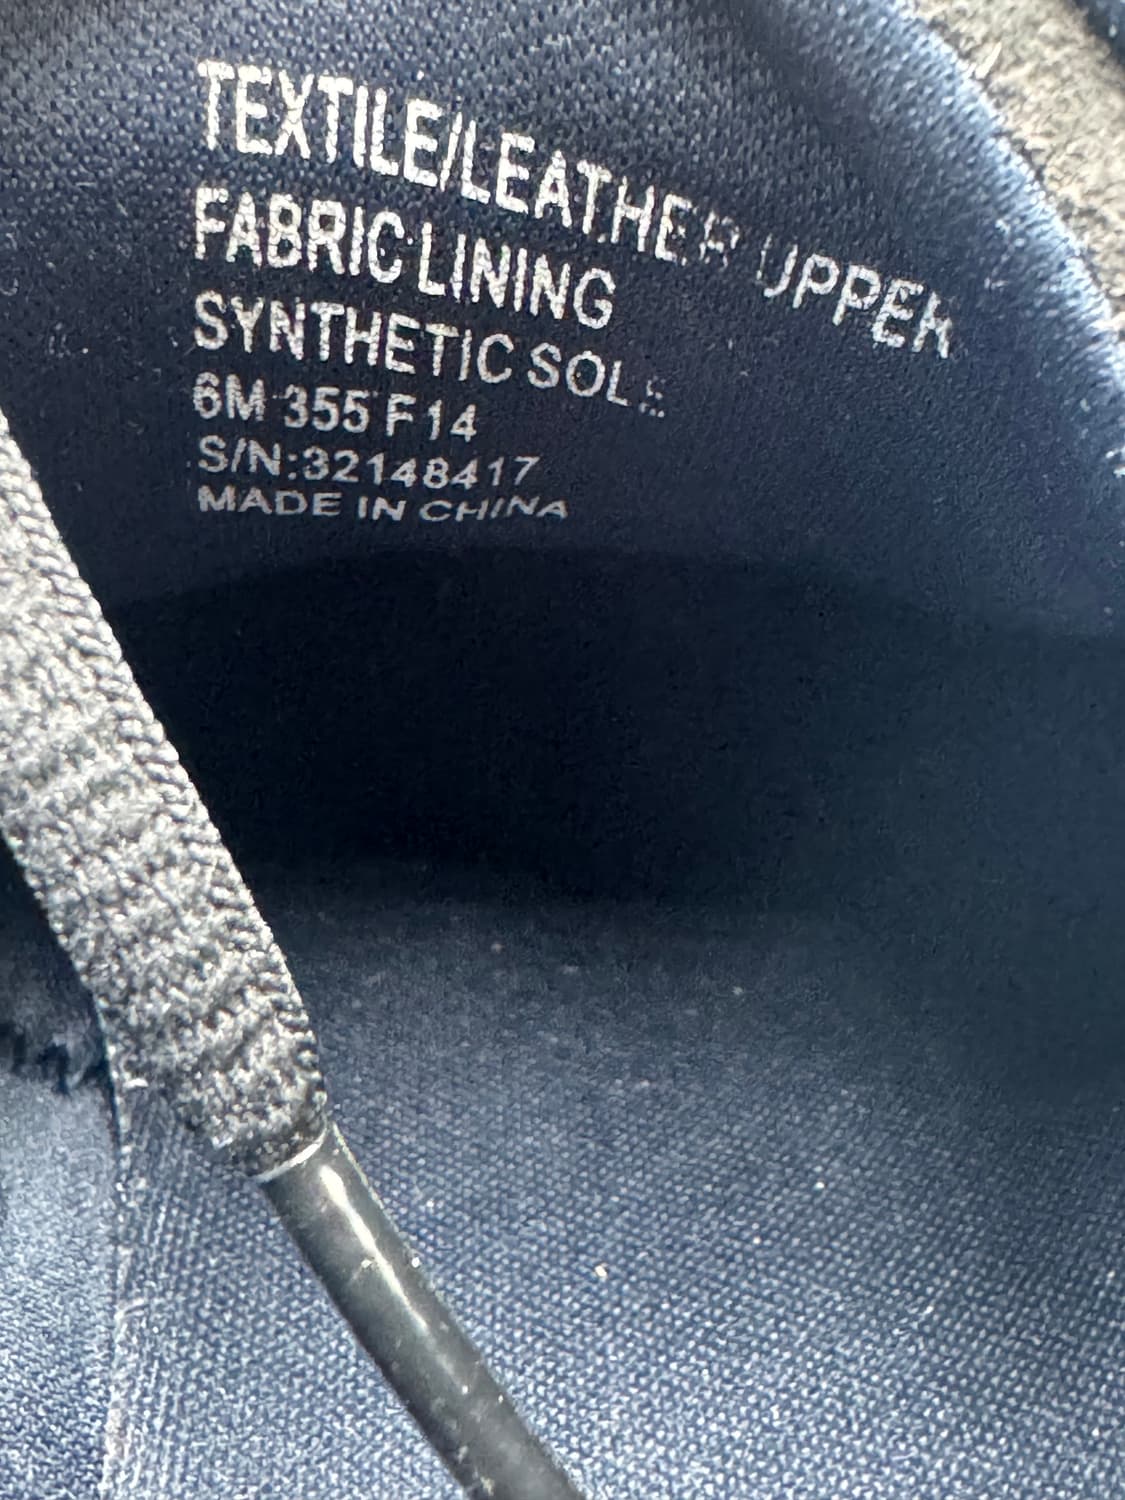 TEXTILE/LEATHER UPPER
FABRIC LINING
SYNTHETIC SOLE
6M 355 F14
S/N:32148417
MADE IN CHINA